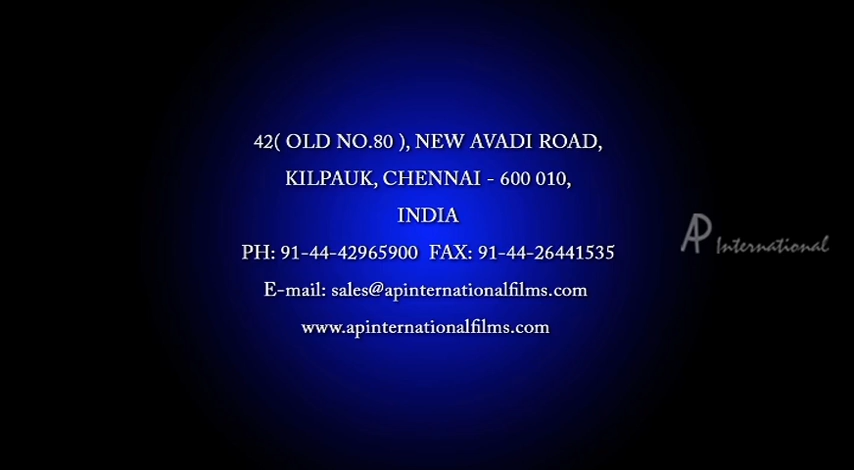 42( OLD NO.80 ), NEW AVADI ROAD,
KILPAUK, CHENNAI - 600 010,
INDIA
PH: 91-44-42965900 FAX: 91-44-26441535
E-mail: sales@apinternationalfilms.com
www.apinternationalfilms.com
AP International